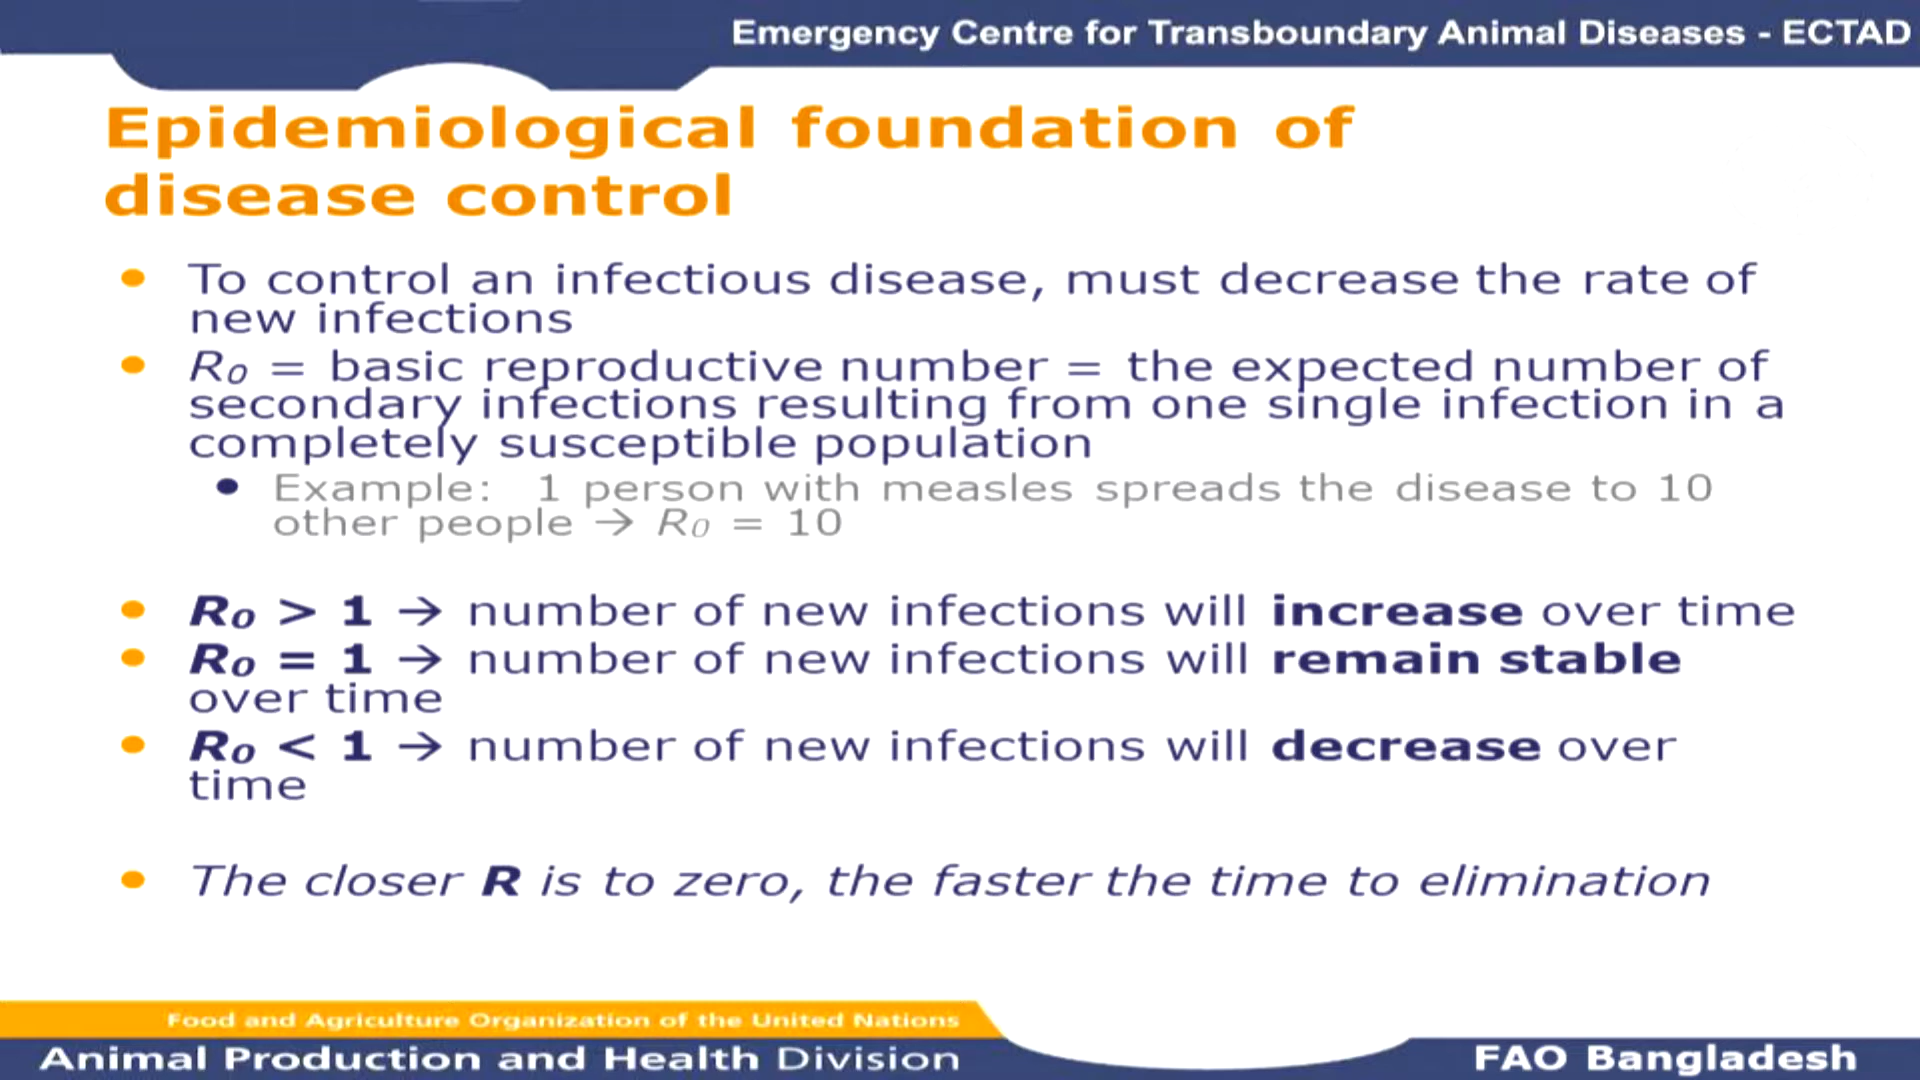 Emergency Centre for Transboundary Animal Diseases - ECTAD
Epidemiological foundation of
disease control
• To control an infectious disease, must decrease the rate of
new infections
• R₀ = basic reproductive number = the expected number of
secondary infections resulting from one single infection in a
completely susceptible population
• Example: 1 person with measles spreads the disease to 10
other people → R₀ = 10
• R₀ > 1 → number of new infections will increase over time
• R₀ = 1 → number of new infections will remain stable
over time
• R₀ < 1 → number of new infections will decrease over
time
• The closer R is to zero, the faster the time to elimination
Food and Agriculture Organization of the United Nations
Animal Production and Health Division
FAO Bangladesh